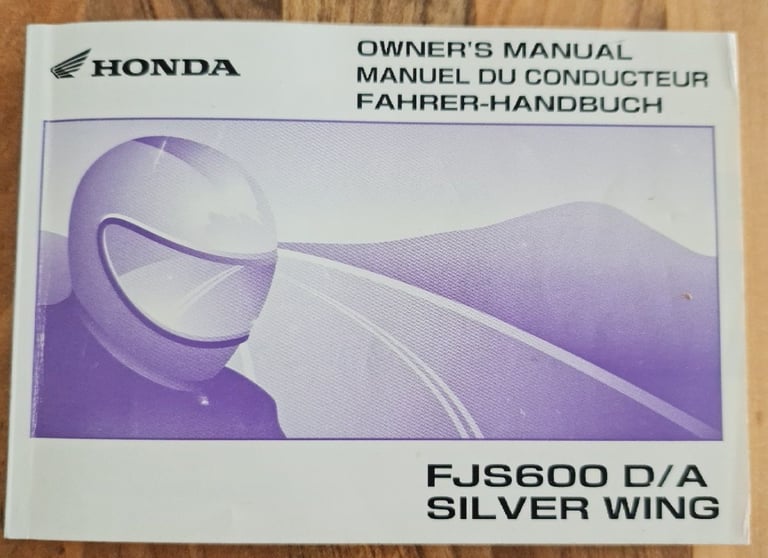 HONDA
OWNER'S MANUAL
MANUEL DU CONDUCTEUR
FAHRER-HANDBUCH
FJS600 D/A
SILVER WING